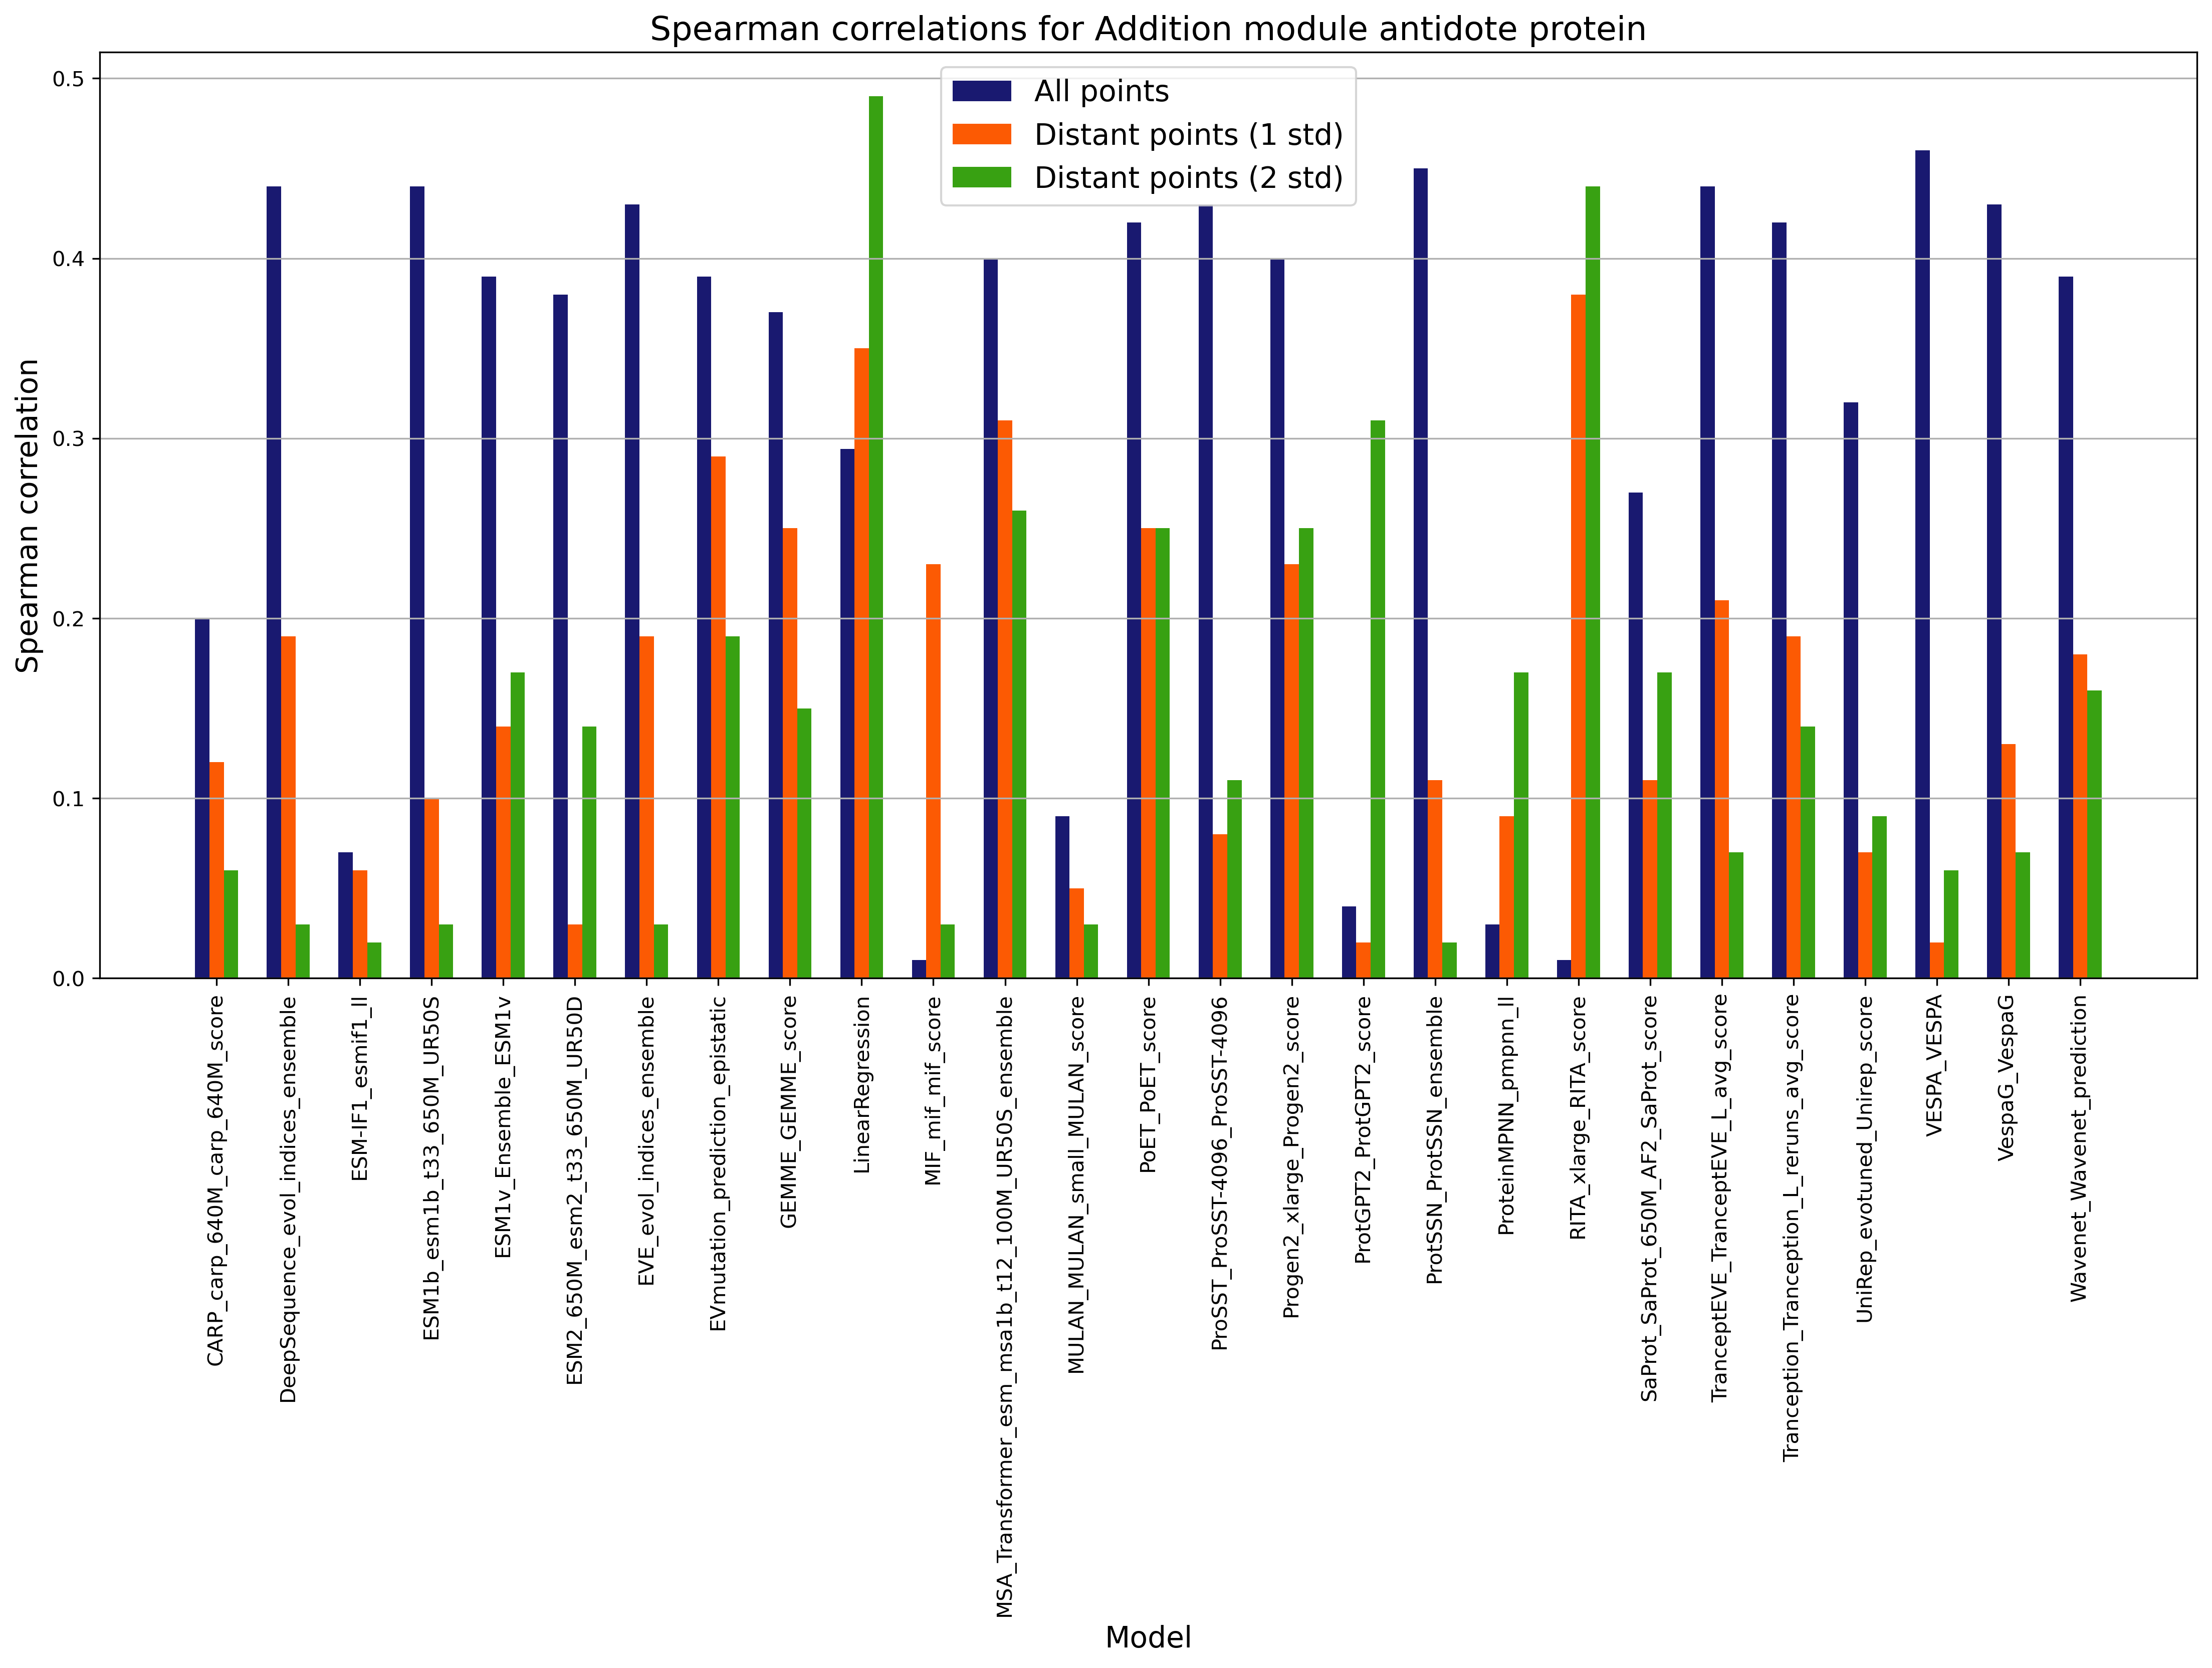 Spearman correlations for Addition module antidote protein
All points
Distant points (1 std)
Distant points (2 std)
Spearman correlation
0.5
0.4
0.3
0.2
0.1
0.0
CARP_carp_640M_carp_640M_score
DeepSequence_evol_indices_ensemble
ESM-IF1_esmif1_ll
ESM1b_esm1b_t33_650M_UR50S
ESM1v_Ensemble_ESM1v
ESM2_650M_esm2_t33_650M_UR50D
EVE_evol_indices_ensemble
EVmutation_prediction_epistatic
GEMME_GEMME_score
LinearRegression
MIF_mif_mif_score
MSA_Transformer_esm_msa1b_t12_100M_UR50S_ensemble
MULAN_MULAN_small_MULAN_score
PoET_PoET_score
ProSST_ProSST-4096_ProSST-4096
Progen2_xlarge_Progen2_score
ProtGPT2_ProtGPT2_score
ProtSSN_ProtSSN_ensemble
ProteinMPNN_pmpnn_ll
RITA_xlarge_RITA_score
SaProt_SaProt_650M_AF2_SaProt_score
TranceptEVE_TranceptEVE_L_avg_score
Tranception_Tranception_L_reruns_avg_score
UniRep_evotuned_Unirep_score
VESPA_VESPA
VespaG_VespaG
Wavenet_Wavenet_prediction
Model